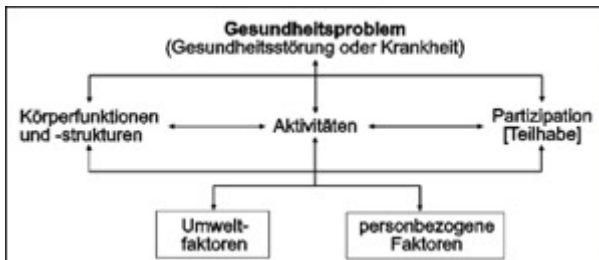 Gesundheitsproblem
(Gesundheitsstörung oder Krankheit)
Körperfunktionen
und -strukturen
Aktivitäten
Partizipation
[Teilhabe]
Umwelt-
faktoren
personbezogene
Faktoren